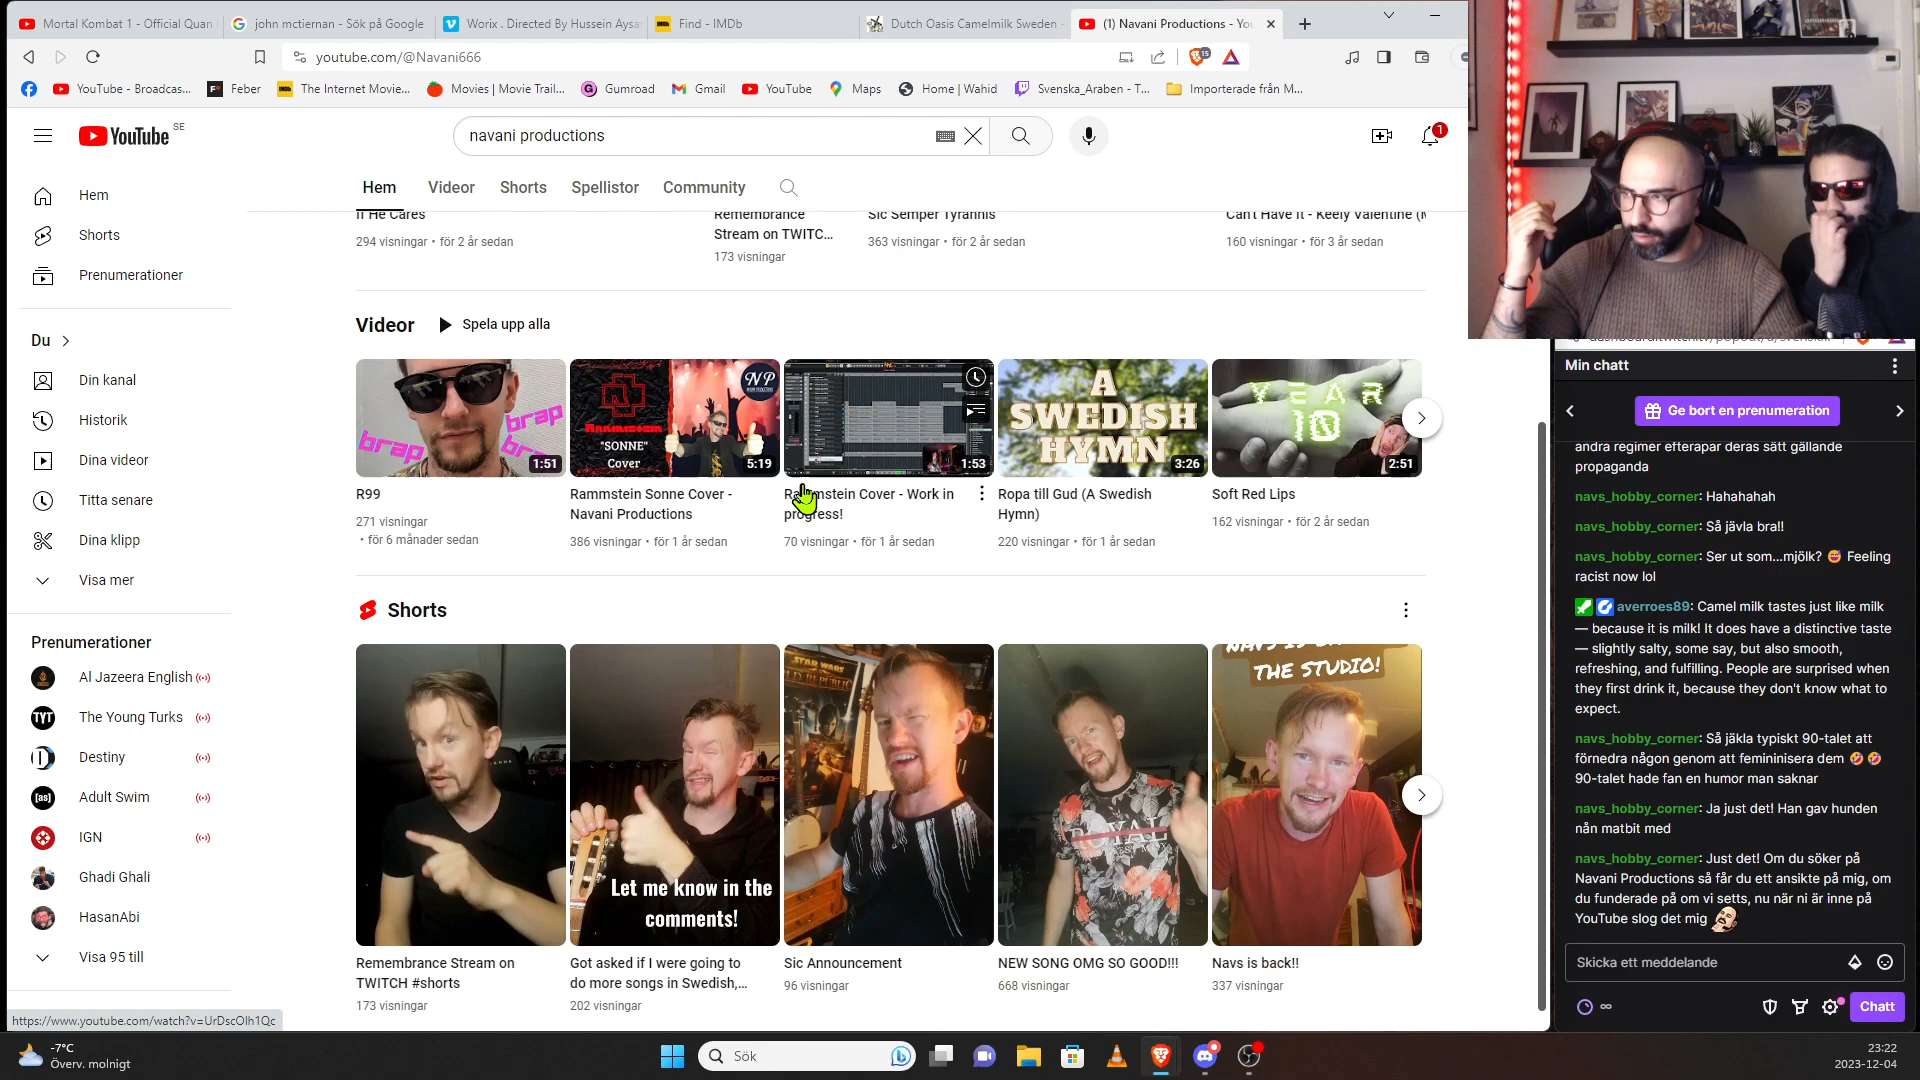 Mortal Kombat 1 - Official Quan
john mctiernan - Sök på Google
Worix . Directed By Hussein Aysa
Find - IMDb
Dutch Oasis Camelmilk Sweden -
(1) Navani Productions - You
youtube.com/@Navani666
15
YouTube - Broadcas...
Feber
The Internet Movie...
Movies | Movie Trail...
Gumroad
Gmail
YouTube
Maps
Home | Wahid
Svenska_Araben - T...
Importerade från M...
YouTube SE
navani productions
1
Hem
Shorts
Prenumerationer
Du
Din kanal
Historik
Dina videor
Titta senare
Dina klipp
Visa mer
Prenumerationer
Al Jazeera English
The Young Turks
Destiny
Adult Swim
IGN
Ghadi Ghali
HasanAbi
Visa 95 till
Hem
Videor
Shorts
Spellistor
Community
If He Cares
294 visningar • för 2 år sedan
Remembrance
Stream on TWITC...
173 visningar
Sic Semper Tyrannis
363 visningar • för 2 år sedan
Can't Have It - Keely Valentine (
160 visningar • för 3 år sedan
Videor
Spela upp alla
brap
1:51
R99
271 visningar
• för 6 månader sedan
RAMMSTEIN
"SONNE"
Cover
NP
5:19
Rammstein Sonne Cover -
Navani Productions
386 visningar • för 1 år sedan
1:53
Rammstein Cover - Work in
progress!
70 visningar • för 1 år sedan
A
SWEDISH
HYMN
3:26
Ropa till Gud (A Swedish
Hymn)
220 visningar • för 1 år sedan
YEAR
10
2:51
Soft Red Lips
162 visningar • för 2 år sedan
Shorts
Remembrance Stream on
TWITCH #shorts
173 visningar
Let me know in the
comments!
Got asked if I were going to
do more songs in Swedish,...
202 visningar
STAR WARS
Sic Announcement
96 visningar
ROYAL
NEW SONG OMG SO GOOD!!!
668 visningar
THE STUDIO!
Navs is back!!
337 visningar
https://www.youtube.com/watch?v=UrDscOlh1Qc
Min chatt
Ge bort en prenumeration
andra regimer efterapar deras sätt gällande
propaganda
navs_hobby_corner: Hahahahah
navs_hobby_corner: Så jävla bra!!
navs_hobby_corner: Ser ut som...mjölk? 😅 Feeling
racist now lol
averroes89: Camel milk tastes just like milk
— because it is milk! It does have a distinctive taste
— slightly salty, some say, but also smooth,
refreshing, and fulfilling. People are surprised when
they first drink it, because they don't know what to
expect.
navs_hobby_corner: Så jäkla typiskt 90-talet att
förnedra någon genom att femininisera dem 🤣 🤣
90-talet hade fan en humor man saknar
navs_hobby_corner: Ja just det! Han gav hunden
nån matbit med
navs_hobby_corner: Just det! Om du söker på
Navani Productions så får du ett ansikte på mig, om
du funderade på om vi setts, nu när ni är inne på
YouTube slog det mig
Skicka ett meddelande
Chatt
-7°C
Överv. molnigt
Sök
23:22
2023-12-04